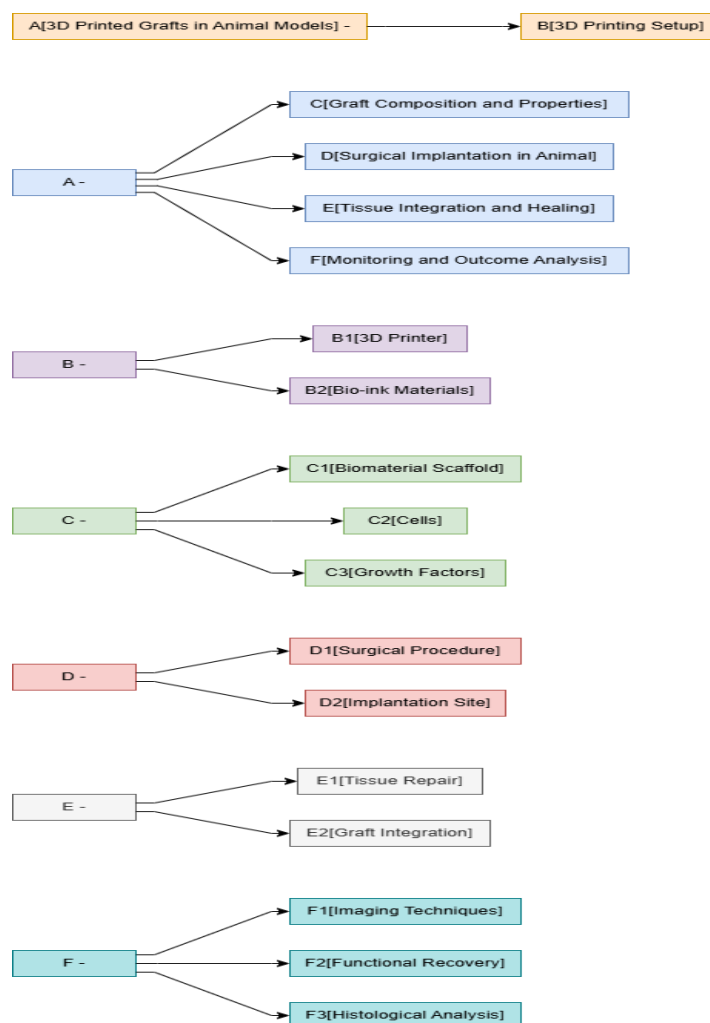 A[3D Printed Grafts in Animal Models] -
B[3D Printing Setup]
C[Graft Composition and Properties]
D[Surgical Implantation in Animal]
A -
E[Tissue Integration and Healing]
F[Monitoring and Outcome Analysis]
B1[3D Printer]
B -
B2[Bio-ink Materials]
C1[Biomaterial Scaffold]
C -
C2[Cells]
C3[Growth Factors]
D1[Surgical Procedure]
D -
D2[Implantation Site]
E1[Tissue Repair]
E -
E2[Graft Integration]
F1[Imaging Techniques]
F -
F2[Functional Recovery]
F3[Histological Analysis]